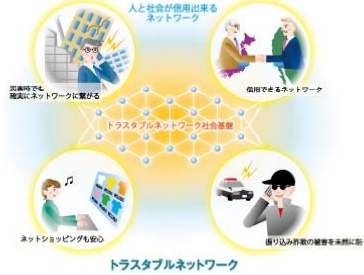 人と社会が信用出来る
ネットワーク
災害時でも
確実にネットワークに繋がる
信用できるネットワーク
トラスタブルネットワーク社会基盤
ネットショッピングも安心
振り込み詐欺の被害を未然に防
トラスタブルネットワーク